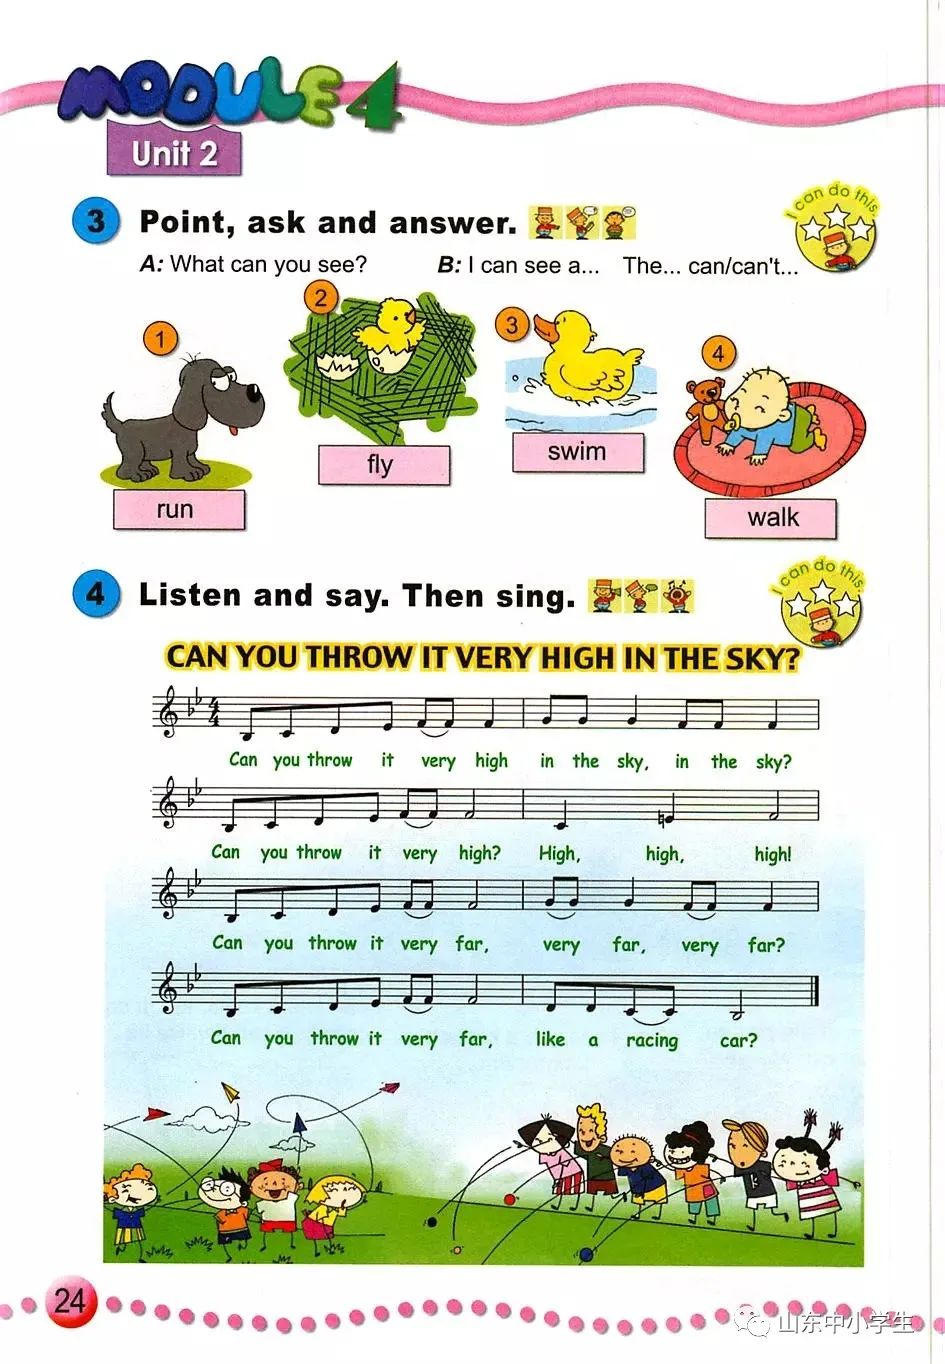 MODULE 4
Unit 2
3 Point, ask and answer.
I can do this.
A: What can you see? B: I can see a... The... can/can't...
1
2
3
4
run
fly
swim
walk
4 Listen and say. Then sing.
I can do this.
CAN YOU THROW IT VERY HIGH IN THE SKY?
4
4
Can you throw it very high in the sky, in the sky?
Can you throw it very high? High, high, high!
Can you throw it very far, very far, very far?
Can you throw it very far, like a racing car?
24
山东中小学生